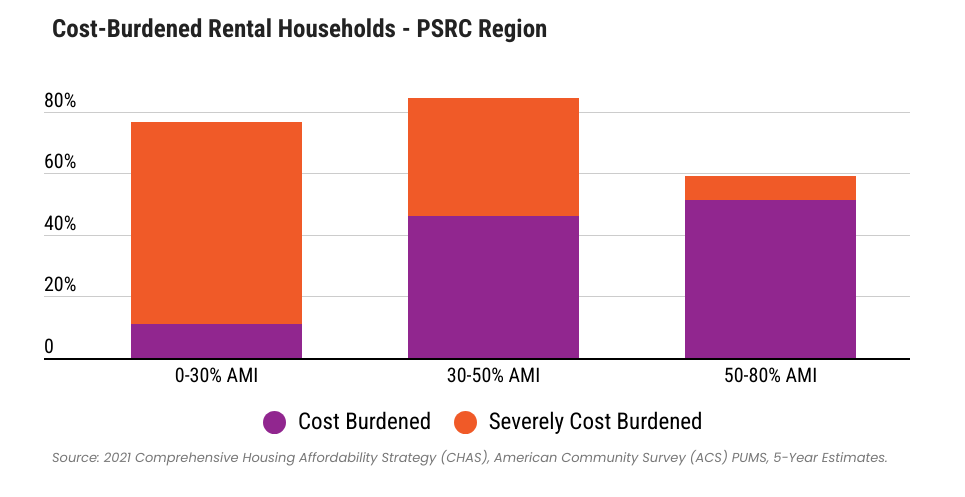 Cost-Burdened Rental Households - PSRC Region
80%
60%
40%
20%
0
0-30% AMI
30-50% AMI
50-80% AMI
Cost Burdened
Severely Cost Burdened
Source: 2021 Comprehensive Housing Affordability Strategy (CHAS), American Community Survey (ACS) PUMS, 5-Year Estimates.